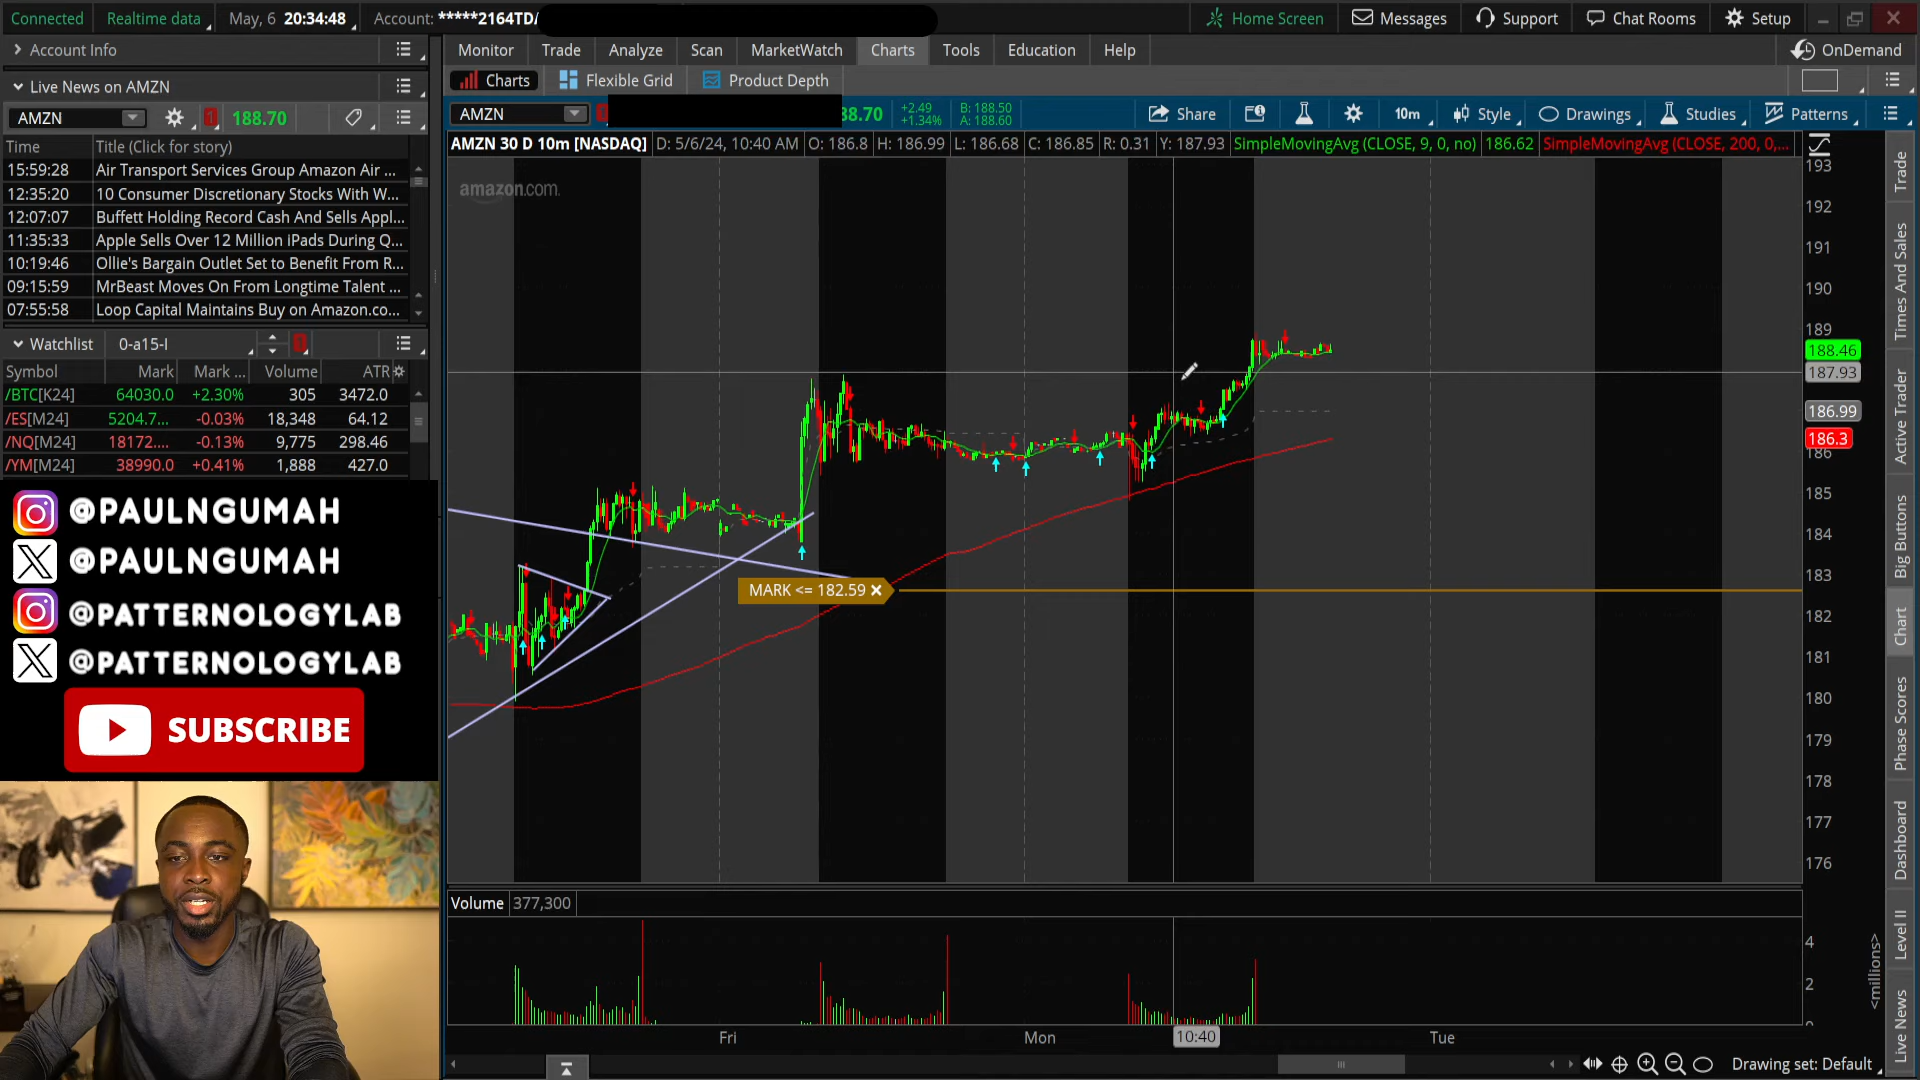 Connected Realtime data May, 6 20:34:48 Account: *****2164TD Home Screen Messages Support Chat Rooms Setup
Account Info
Monitor Trade Analyze Scan MarketWatch Charts Tools Education Help OnDemand
Live News on AMZN
Charts Flexible Grid Product Depth
AMZN 188.70
AMZN 38.70 +2.49 +1.34% B: 188.50 A: 188.60 Share 10m Style Drawings Studies Patterns
AMZN 30 D 10m [NASDAQ] D: 5/6/24, 10:40 AM O: 186.8 H: 186.99 L: 186.68 C: 186.85 R: 0.31 Y: 187.93 SimpleMovingAvg (CLOSE, 9, 0, no) 186.62 SimpleMovingAvg (CLOSE, 200, 0,...
Time Title (Click for story)
15:59:28 Air Transport Services Group Amazon Air ...
12:35:20 10 Consumer Discretionary Stocks With W...
12:07:07 Buffett Holding Record Cash And Sells Appl...
11:35:33 Apple Sells Over 12 Million iPads During Q...
10:19:46 Ollie's Bargain Outlet Set to Benefit From R...
09:15:59 MrBeast Moves On From Longtime Talent ...
07:55:58 Loop Capital Maintains Buy on Amazon.co...
Watchlist 0-a15-I
Symbol Mark Mark ... Volume ATR
/BTC[K24] 64030.0 +2.30% 305 3472.0
/ES[M24] 5204.7... -0.03% 18,348 64.12
/NQ[M24] 18172.... -0.13% 9,775 298.46
/YM[M24] 38990.0 +0.41% 1,888 427.0
@PAULNGUMAH
@PAULNGUMAH
@PATTERNOLOGYLAB
@PATTERNOLOGYLAB
SUBSCRIBE
amazon.com.
MARK <= 182.59
193
192
191
190
189
188.46
187.93
186.99
186.3
186
185
184
183
182
181
180
179
178
177
176
Volume 377,300
4
2
<millions>
Fri Mon 10:40 Tue
Drawing set: Default
Trade
Times And Sales
Active Trader
Big Buttons
Chart
Phase Scores
Dashboard
Level II
Live News